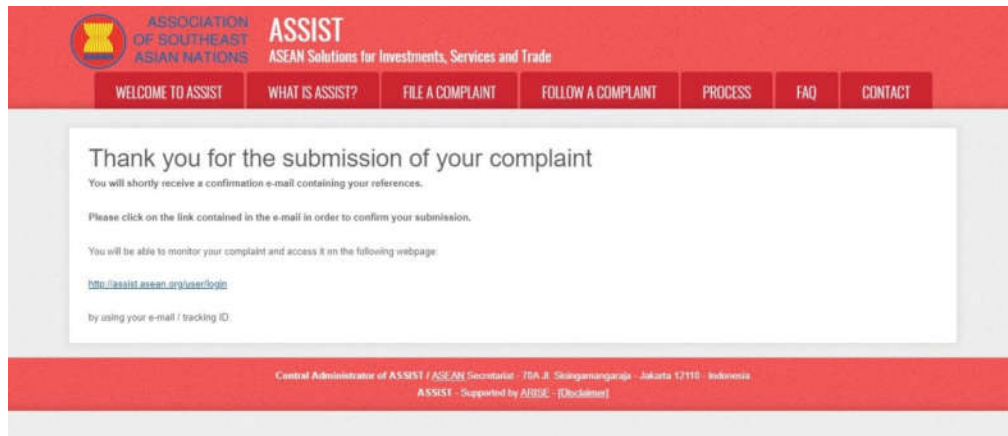 ASSOCIATION
OF SOUTHEAST
ASIAN NATIONS
ASSIST
ASEAN Solutions for Investments, Services and Trade
WELCOME TO ASSIST WHAT IS ASSIST? FILE A COMPLAINT FOLLOW A COMPLAINT PROCESS FAQ CONTACT
Thank you for the submission of your complaint
You will shortly receive a confirmation e-mail containing your references.
Please click on the link contained in the e-mail in order to confirm your submission.
You will be able to monitor your complaint and access it on the following webpage:
http://assist.asean.org/user/login
by using your e-mail / tracking ID.
Central Administrator of ASSIST / ASEAN Secretariat - 70A Jl. Sisingamangaraja - Jakarta 12110 - Indonesia
ASSIST - Supported by ARISE - [Disclaimer]